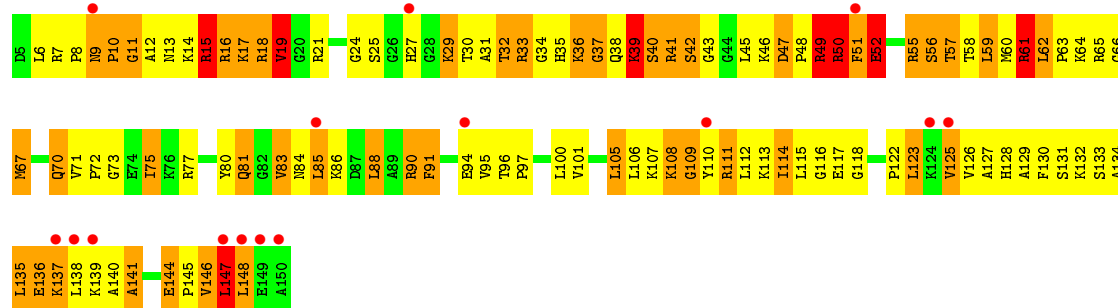 D5 L6 R7 P8 N9 P10 G11 A12 N13 K14 R15 R16 K17 R18 V19 G20 R21 G24 S25 G26 H27 G28 K29 T30 A31 T32 R33 G34 H35 K36 G37 Q38 K39 S40 R41 S42 G43 G44 L45 K46 D47 P48 R49 R50 F51 E52 R55 S56 T57 T58 L59 M60 R61 L62 P63 K64 R65 G66
M67 Q70 V71 P72 G73 E74 I75 K76 R77 Y80 Q81 G82 V83 N84 L85 K86 D87 L88 A89 R90 F91 E94 V95 T96 P97 L100 V101 L105 L106 K107 K108 G109 Y110 R111 L112 K113 I114 L115 G116 E117 G118 P122 L123 K124 V125 V126 A127 H128 A129 F130 S131 K132 S133 A134
L135 E136 K137 L138 K139 A140 A141 E144 P145 V146 L147 L148 E149 A150